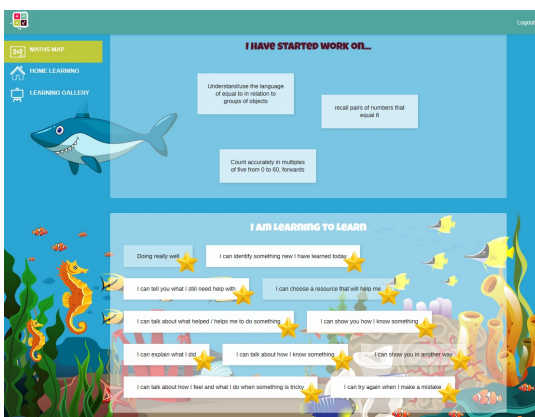 Logout
MATHS MAP
HOME LEARNING
LEARNING GALLERY
I HAVE STARTED WORK ON...
Understand/use the language
of equal to in relation to
groups of objects
recall pairs of numbers that
equal 6
Count accurately in multiples
of five from 0 to 60, forwards
I AM LEARNING TO LEARN
Doing really well
I can identify something new I have learned today
I can tell you what I still need help with
I can choose a resource that will help me
I can talk about what helped / helps me to do something
I can show you how I know something
I can explain what I did
I can talk about how I know something
I can show you in another way
I can talk about how I feel and what I do when something is tricky
I can try again when I make a mistake